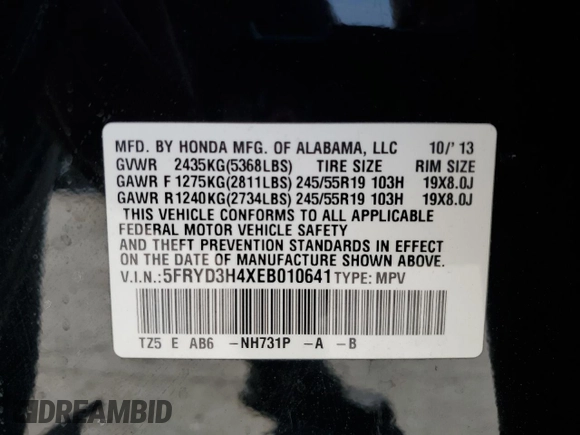 MFD. BY HONDA MFG. OF ALABAMA, LLC 10/'13
GVWR 2435KG(5368LBS) TIRE SIZE RIM SIZE
GAWR F 1275KG(2811LBS) 245/55R19 103H 19X8.0J
GAWR R 1240KG(2734LBS) 245/55R19 103H 19X8.0J
THIS VEHICLE CONFORMS TO ALL APPLICABLE
FEDERAL MOTOR VEHICLE SAFETY
AND THEFT PREVENTION STANDARDS IN EFFECT
ON THE DATE OF MANUFACTURE SHOWN ABOVE.
V.I.N.:5FRYD3H4XEB010641 TYPE: MPV
TZ5 E AB6 -NH731P -A -B
DREAMBID